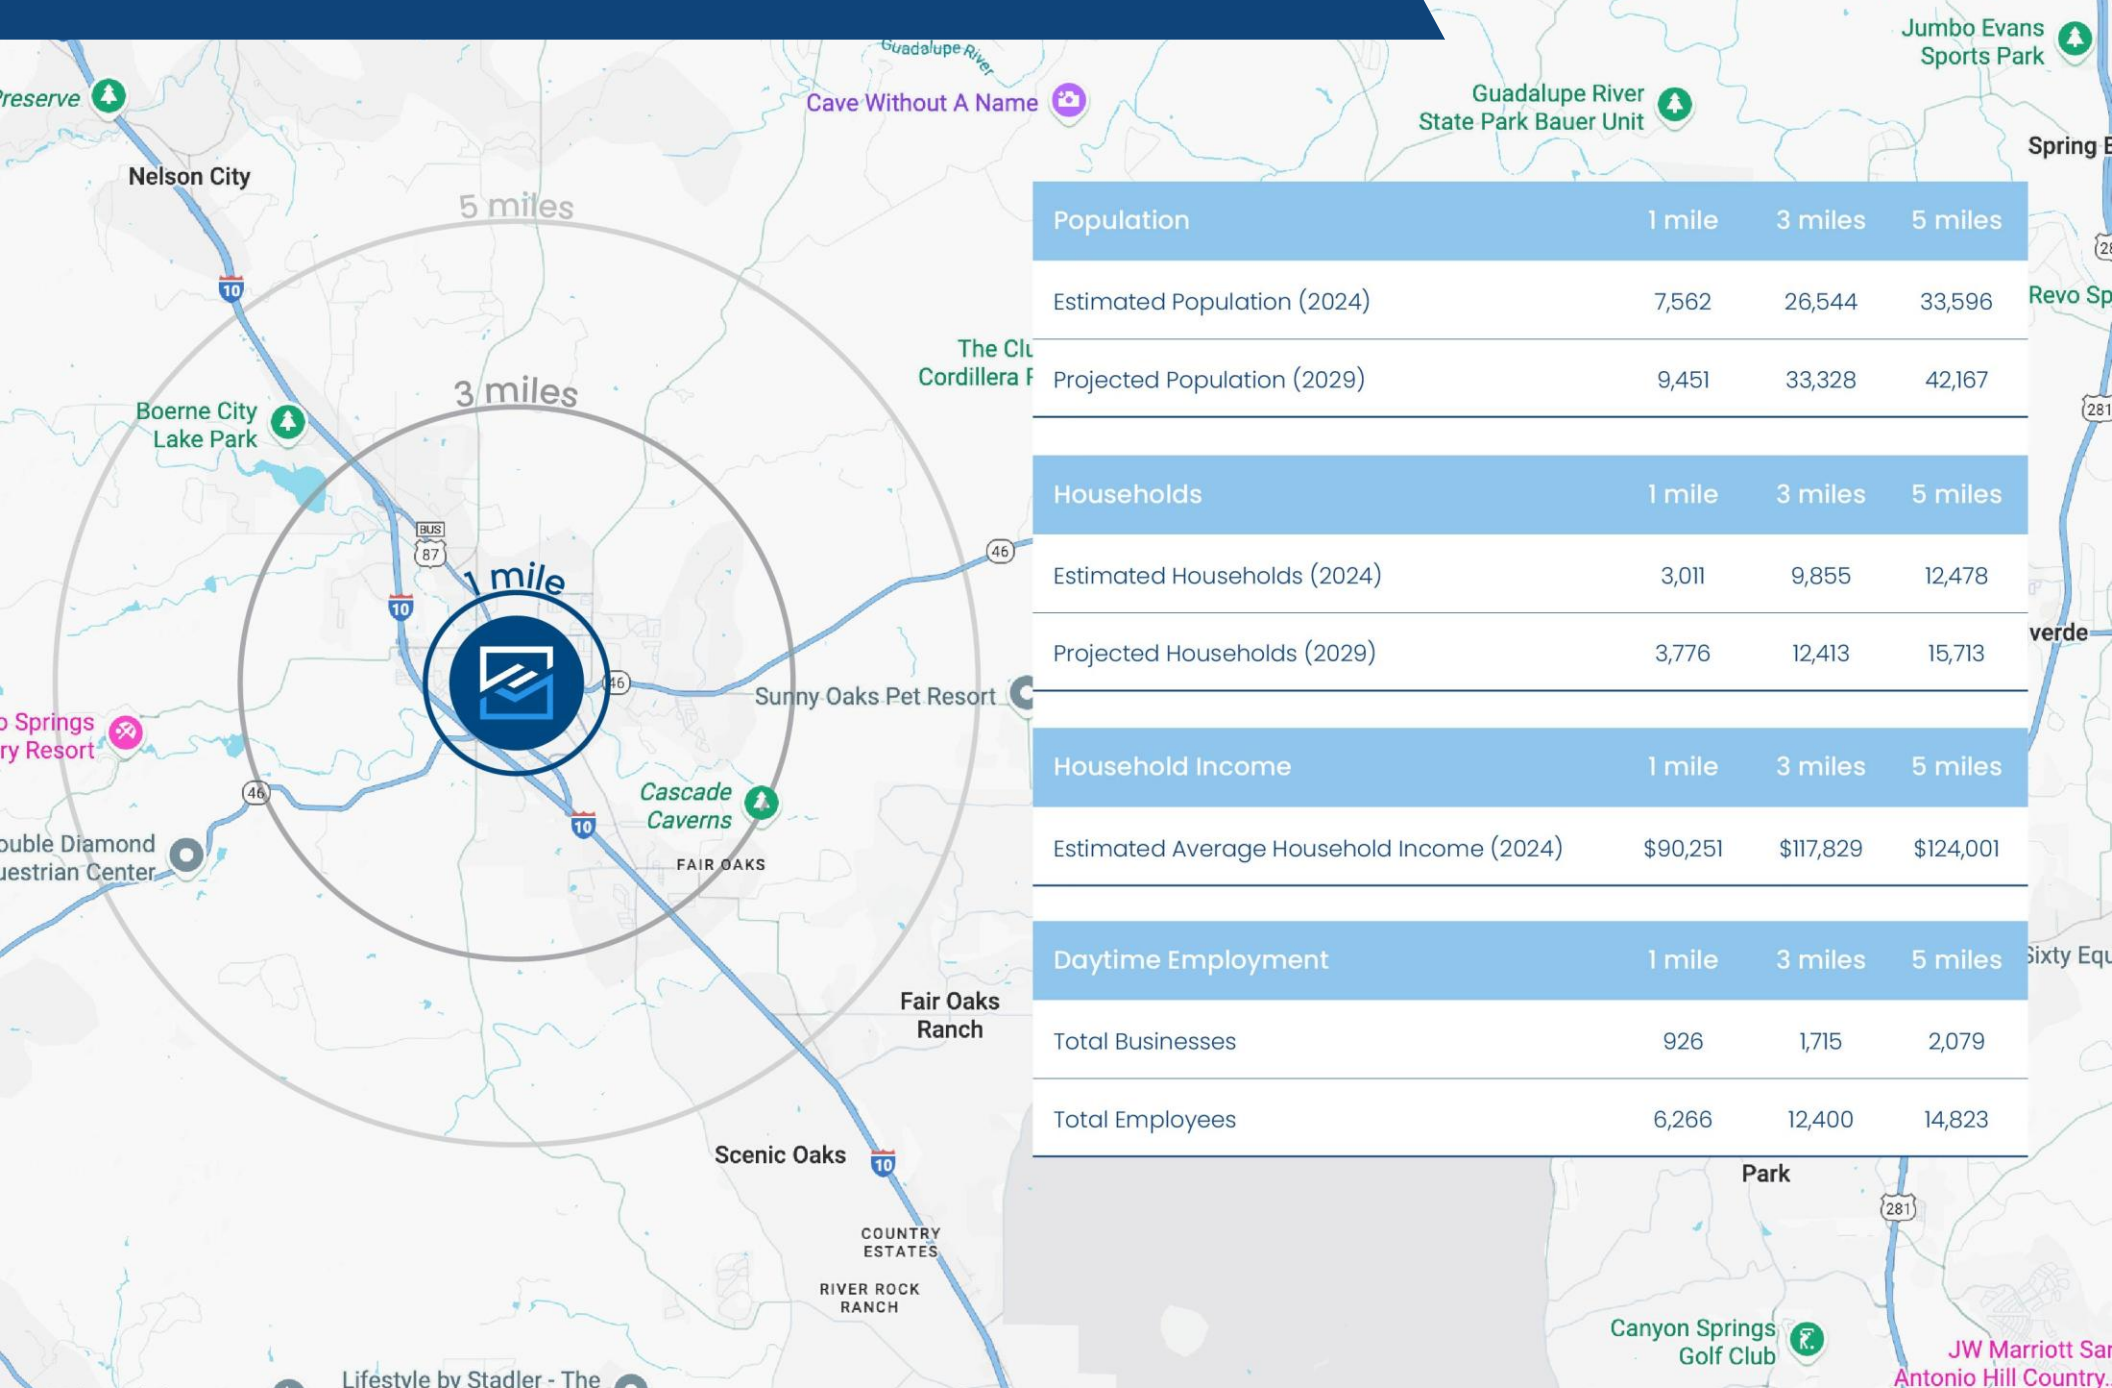 Guadalupe River
Jumbo Evans
Sports Park
Preserve
Cave Without A Name
Guadalupe River
State Park Bauer Unit
Nelson City
Spring
5 miles
10
The
Cordillera
3 miles
Boerne City
Lake Park
BUS
87
46
1 mile
10
46
Sunny Oaks Pet Resort
Springs
Resort
46
Cascade
Caverns
10
Diamond
Center
FAIR OAKS
Fair Oaks
Ranch
Scenic Oaks
10
COUNTRY
ESTATES
RIVER ROCK
RANCH
Lifestyle by Stadler - The
Population 1 mile 3 miles 5 miles
Estimated Population (2024) 7,562 26,544 33,596
Projected Population (2029) 9,451 33,328 42,167
Households 1 mile 3 miles 5 miles
Estimated Households (2024) 3,011 9,855 12,478
Projected Households (2029) 3,776 12,413 15,713
Household Income 1 mile 3 miles 5 miles
Estimated Average Household Income (2024) $90,251 $117,829 $124,001
Daytime Employment 1 mile 3 miles 5 miles
Total Businesses 926 1,715 2,079
Total Employees 6,266 12,400 14,823
Revo
281
verde
Sixty
Park
281
Canyon Springs
Golf Club
JW Marriott
Antonio Hill Country...